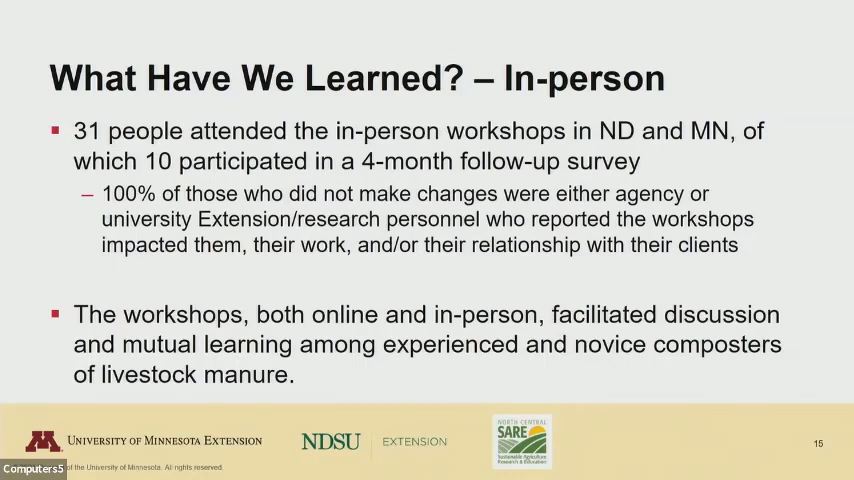 What Have We Learned? – In-person
▪ 31 people attended the in-person workshops in ND and MN, of
which 10 participated in a 4-month follow-up survey
– 100% of those who did not make changes were either agency or
university Extension/research personnel who reported the workshops
impacted them, their work, and/or their relationship with their clients
▪ The workshops, both online and in-person, facilitated discussion
and mutual learning among experienced and novice composters
of livestock manure.
UNIVERSITY OF MINNESOTA EXTENSION
NDSU EXTENSION
NORTH CENTRAL
SARE
Sustainable Agriculture
Research & Education
15
Computers5
of the University of Minnesota. All rights reserved.